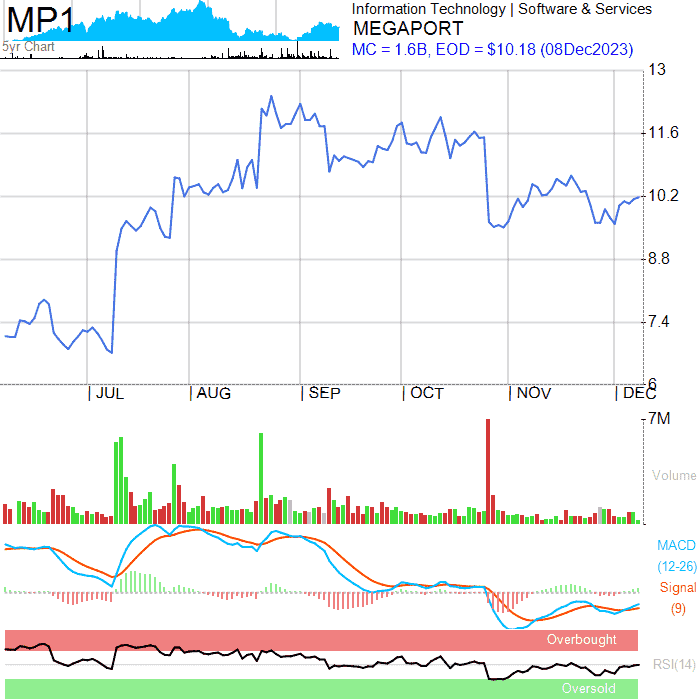 MP1
5yr Chart
Information Technology | Software & Services
MEGAPORT
MC = 1.6B, EOD = $10.18 (08Dec2023)
13
11.6
10.2
8.8
7.4
6
| JUL | AUG | SEP | OCT | NOV | DEC
7M
Volume
MACD
(12-26)
Signal
(9)
Overbought
RSI(14)
Oversold